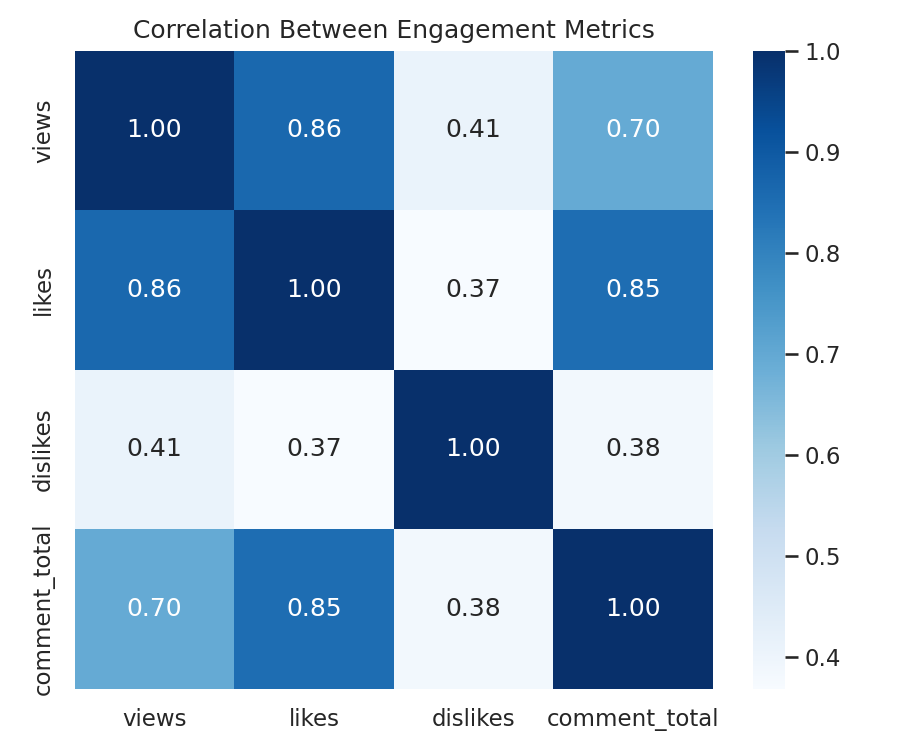 Correlation Between Engagement Metrics
views 1.00 0.86 0.41 0.70
likes 0.86 1.00 0.37 0.85
dislikes 0.41 0.37 1.00 0.38
comment_total 0.70 0.85 0.38 1.00
views likes dislikes comment_total
1.0
0.9
0.8
0.7
0.6
0.5
0.4